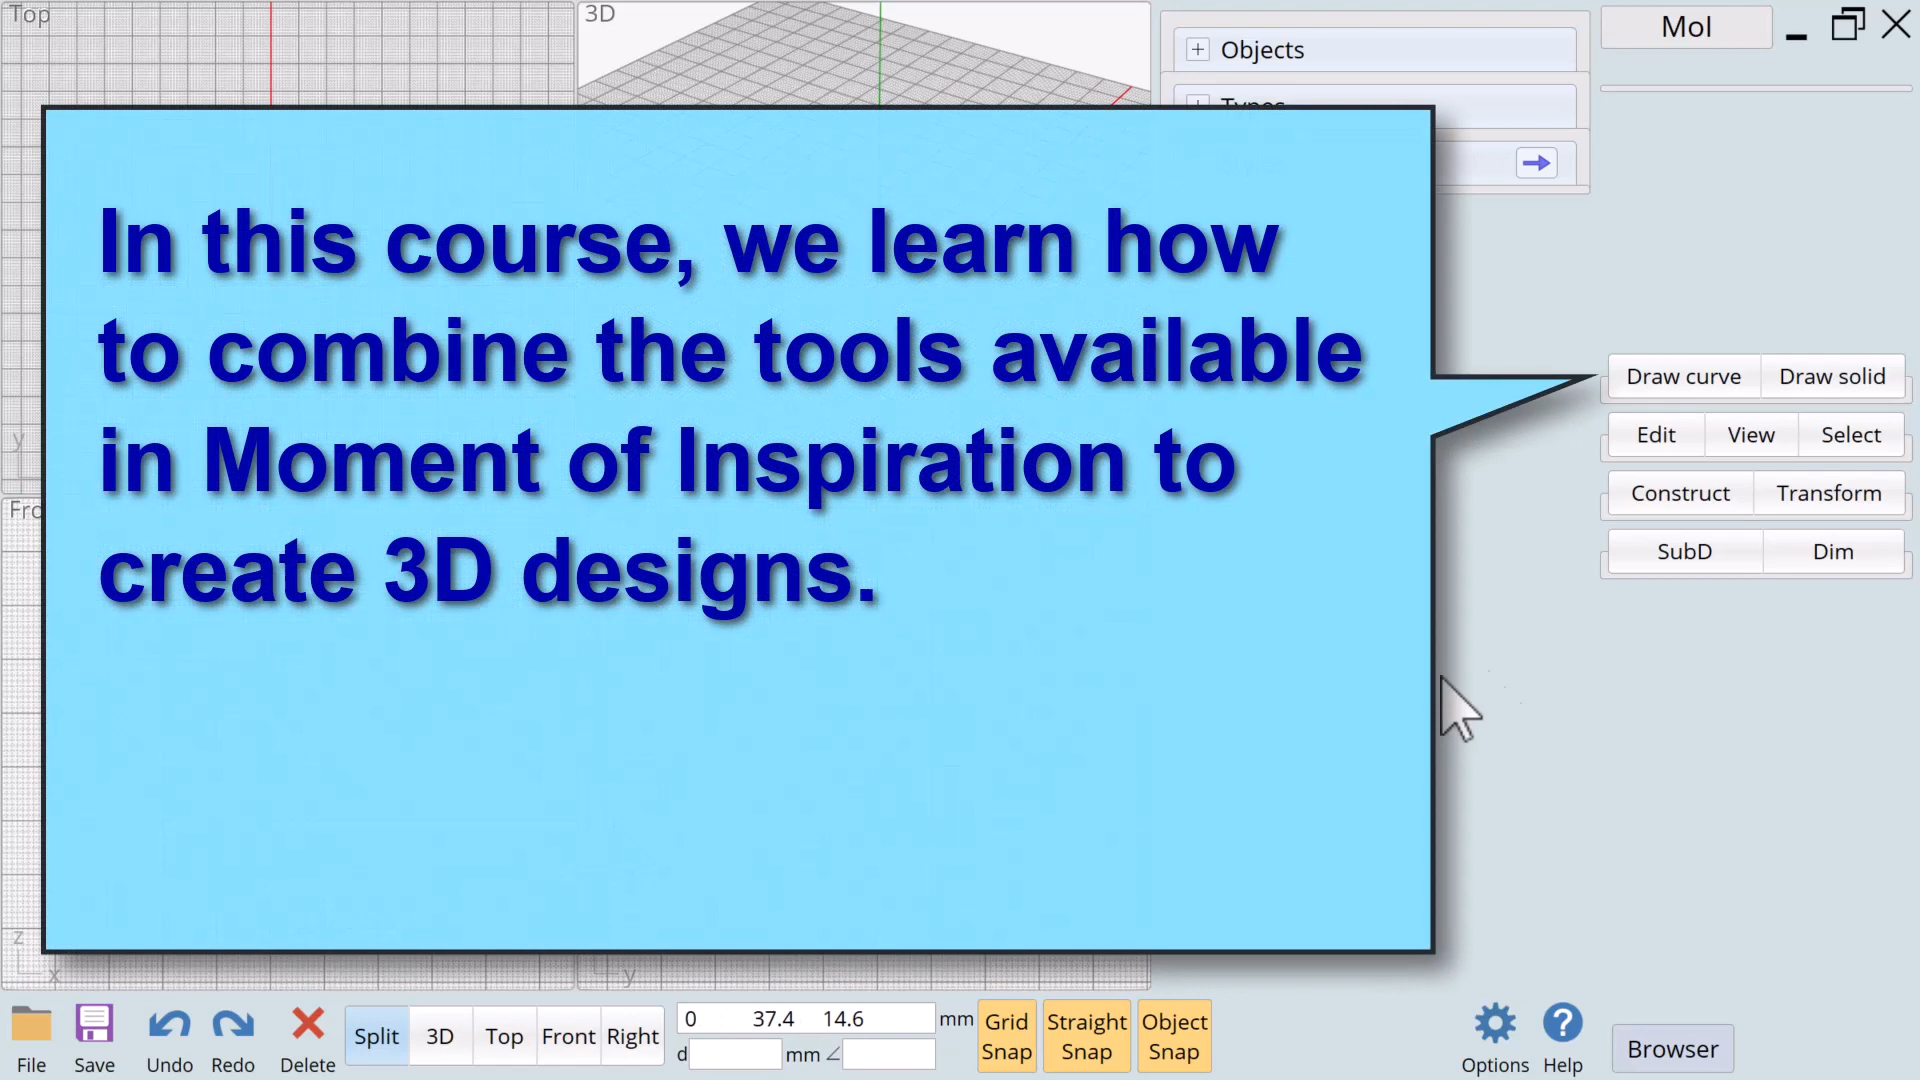 Top
3D
Objects
Types
MoI
In this course, we learn how
to combine the tools available
in Moment of Inspiration to
create 3D designs.
Draw curve Draw solid
Edit View Select
Construct Transform
SubD Dim
y
Fro
z
x
y
File Save Undo Redo Delete
Split 3D Top Front Right
0 37.4 14.6 mm
d mm ∠
Grid Snap
Straight Snap
Object Snap
Options Help
Browser